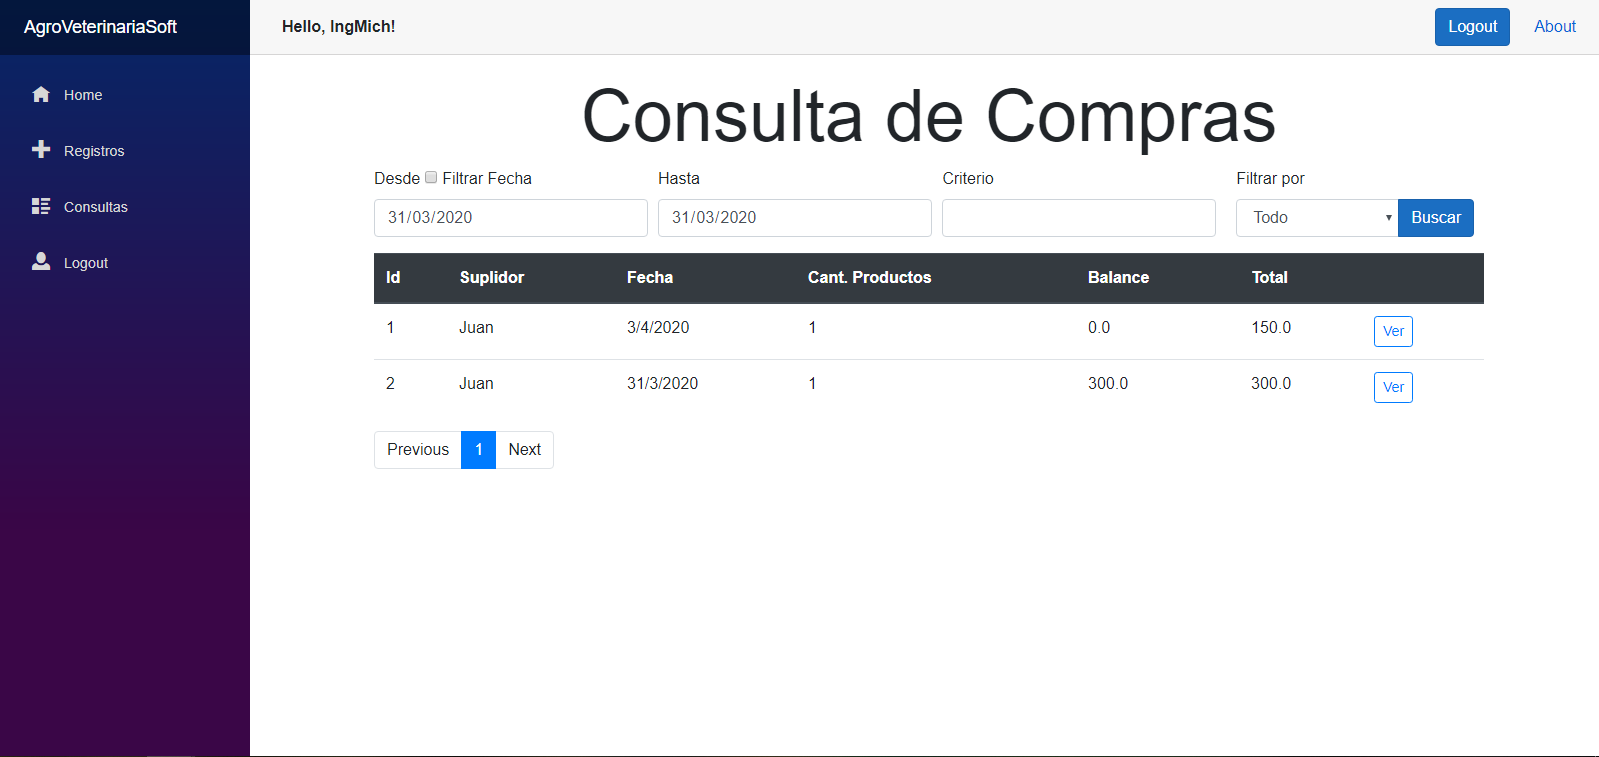 AgroVeterinariaSoft
Hello, IngMich!
Logout
About
Home
Registros
Consultas
Logout
Consulta de Compras
Desde Filtrar Fecha
Hasta
Criterio
Filtrar por
31/03/2020
31/03/2020
Todo
Buscar
Id Suplidor Fecha Cant. Productos Balance Total
1 Juan 3/4/2020 1 0.0 150.0 Ver
2 Juan 31/3/2020 1 300.0 300.0 Ver
Previous 1 Next